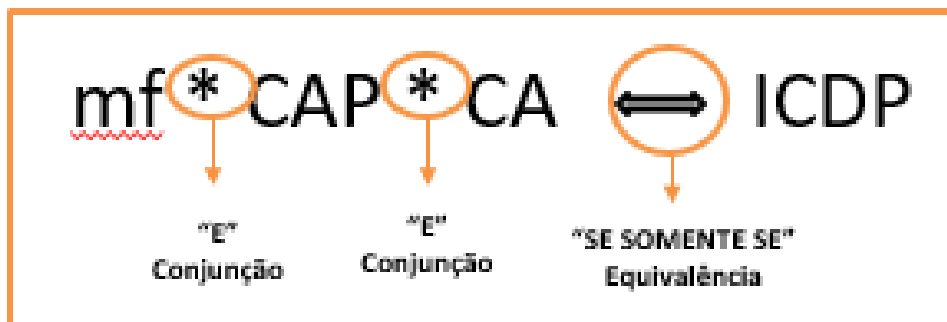 mf * CAP * CA ⟺ ICDP
“E”
Conjunção
“E”
Conjunção
“SE SOMENTE SE”
Equivalência